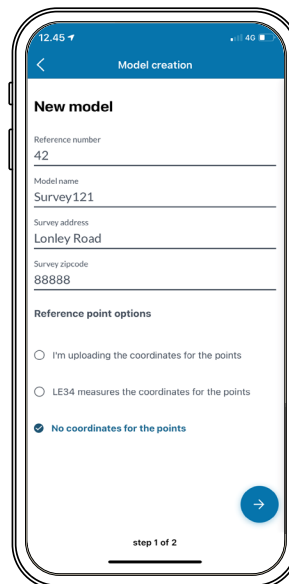 12.45
4G
Model creation
New model
Reference number
42
Model name
Survey121
Survey address
Lonley Road
Survey zipcode
88888
Reference point options
I'm uploading the coordinates for the points
LE34 measures the coordinates for the points
No coordinates for the points
step 1 of 2